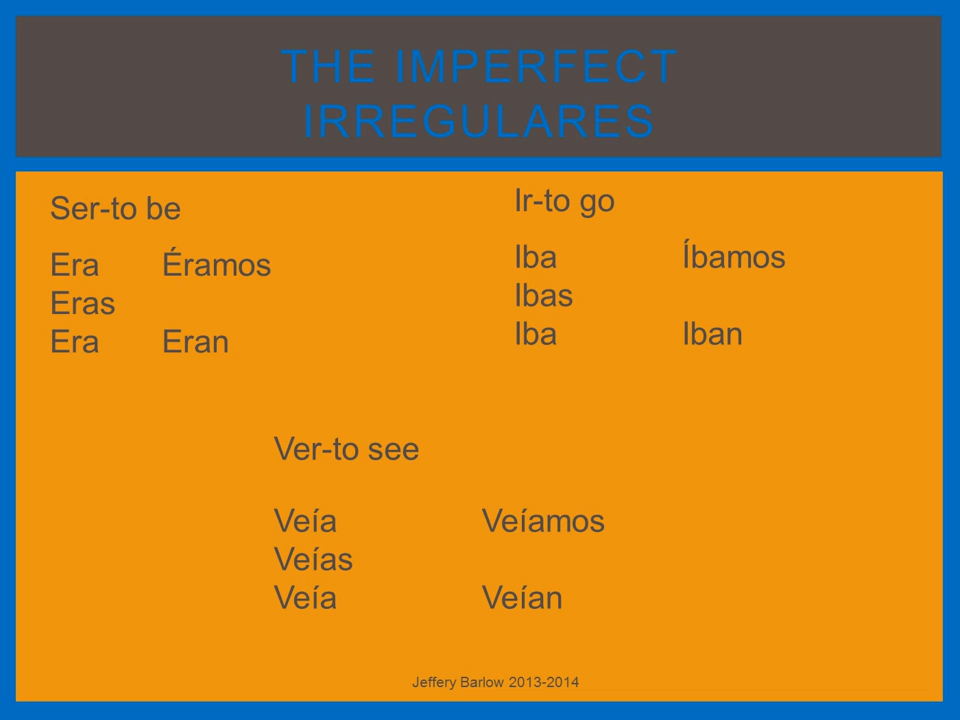 THE IMPERFECT
IRREGULARES
Ser-to be
Era Éramos
Eras
Era Eran
Ir-to go
Iba Íbamos
Ibas
Iba Iban
Ver-to see
Veía Veíamos
Veías
Veía Veían
Jeffery Barlow 2013-2014